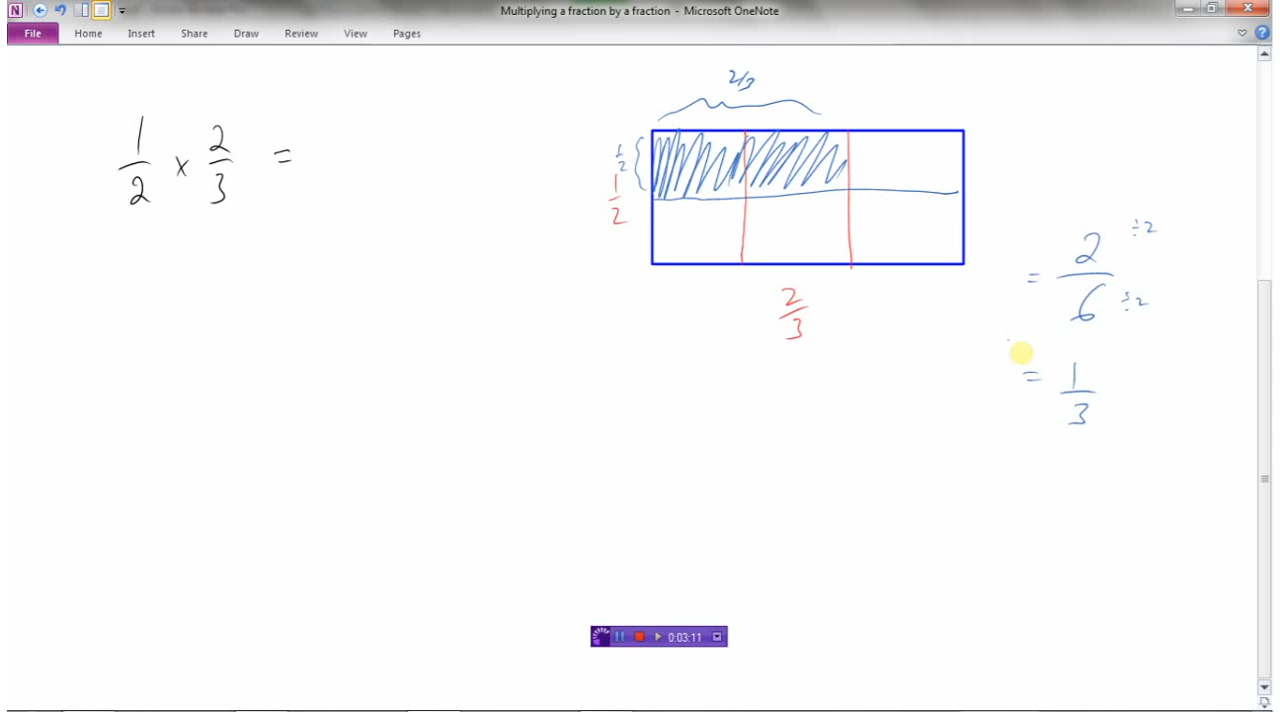 Multiplying a fraction by a fraction - Microsoft OneNote
File Home Insert Share Draw Review View Pages
1/2 × 2/3 =
2/3
1/2
1/2
2/3
= 2/6 ÷2 ÷2
= 1/3
0:03:11